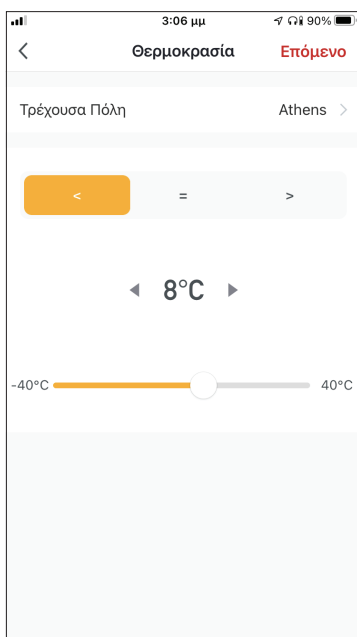 3:06 μμ 90%
Θερμοκρασία Επόμενο
Τρέχουσα Πόλη Athens
< = >
8°C
-40°C 40°C